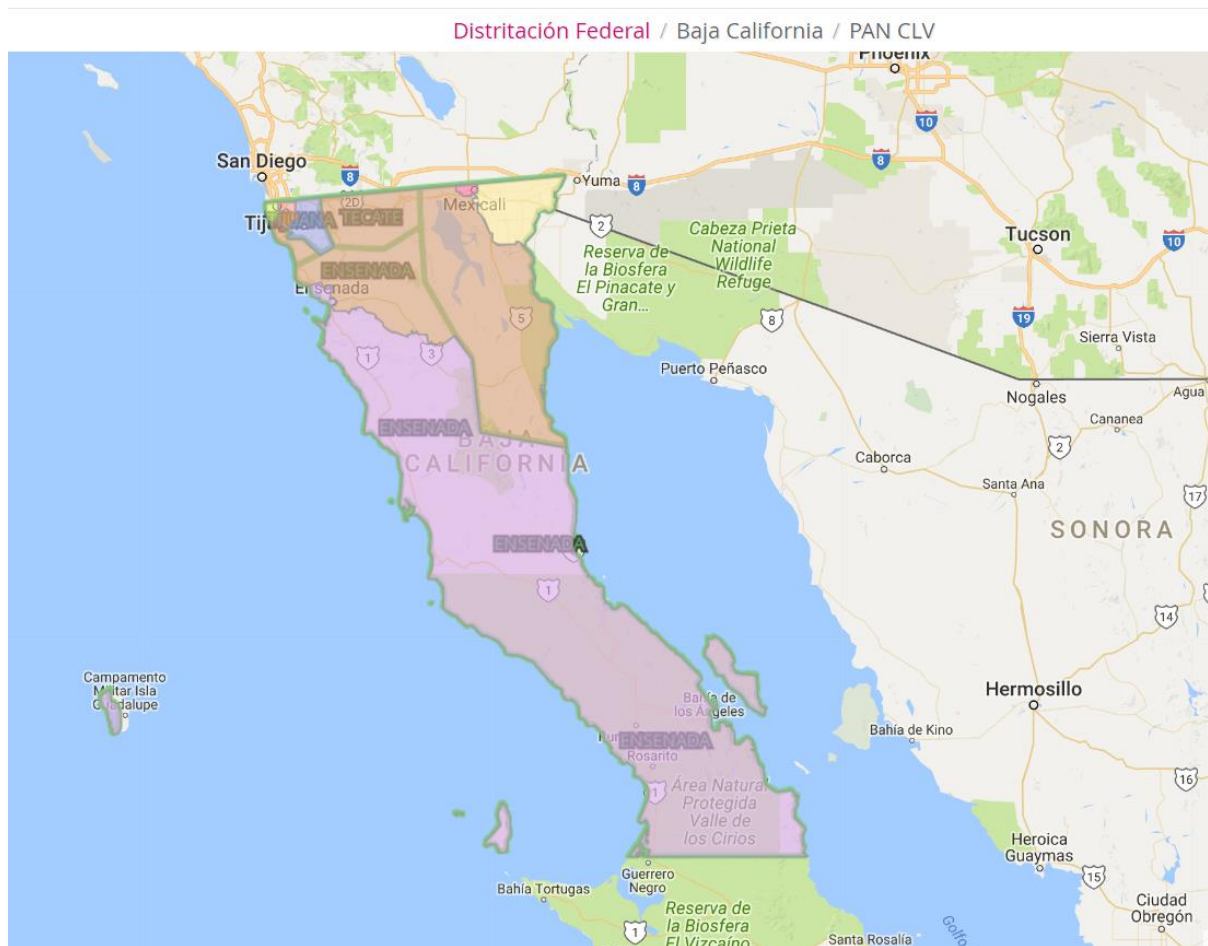 Distritación Federal / Baja California / PAN CLV
Phoenix
10
8
San Diego
8
Yuma
8
(2D)
Mexicali
TIJUANA
TECATE
2
Cabeza Prieta
National
Wildlife
Refuge
Tucson
10
Reserva de
la Biosfera
El Pinacate y
Gran...
ENSENADA
Ensenada
5
8
19
Sierra Vista
1
3
Puerto Peñasco
Nogales
Agua
Cananea
ENSENADA
BAJA
CALIFORNIA
2
Caborca
Santa Ana
17
SONORA
ENSENADA
1
14
Campamento
Militar Isla
Guadalupe
Hermosillo
Bahía de
los Ángeles
Bahía de Kino
ENSENADA
Rosarito
16
1
Área Natural
Protegida
Valle de
los Cirios
Heroica
Guaymas
15
Guerrero
Negro
Bahía Tortugas
Ciudad
Obregón
Reserva de
la Biosfera
El Vizcaíno
1
Santa Rosalía
Golfo